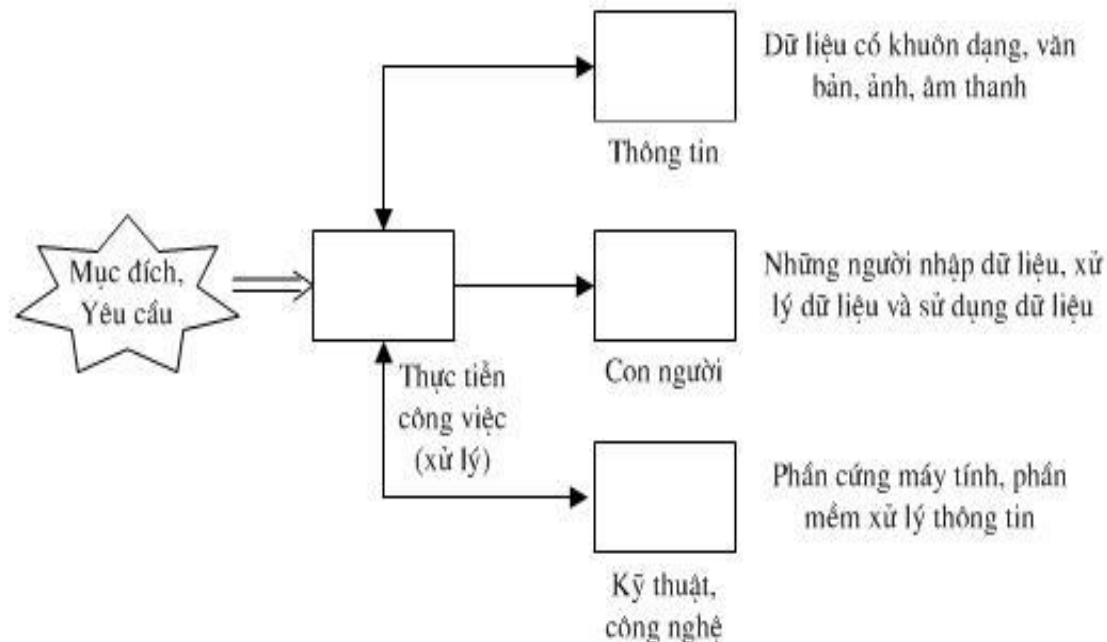 Dữ liệu có khuôn dạng, văn
bản, ảnh, âm thanh
Thông tin
Mục đích,
Yêu cầu
Những người nhập dữ liệu, xử
lý dữ liệu và sử dụng dữ liệu
Con người
Thực tiễn
công việc
(xử lý)
Phần cứng máy tính, phần
mềm xử lý thông tin
Kỹ thuật,
công nghệ